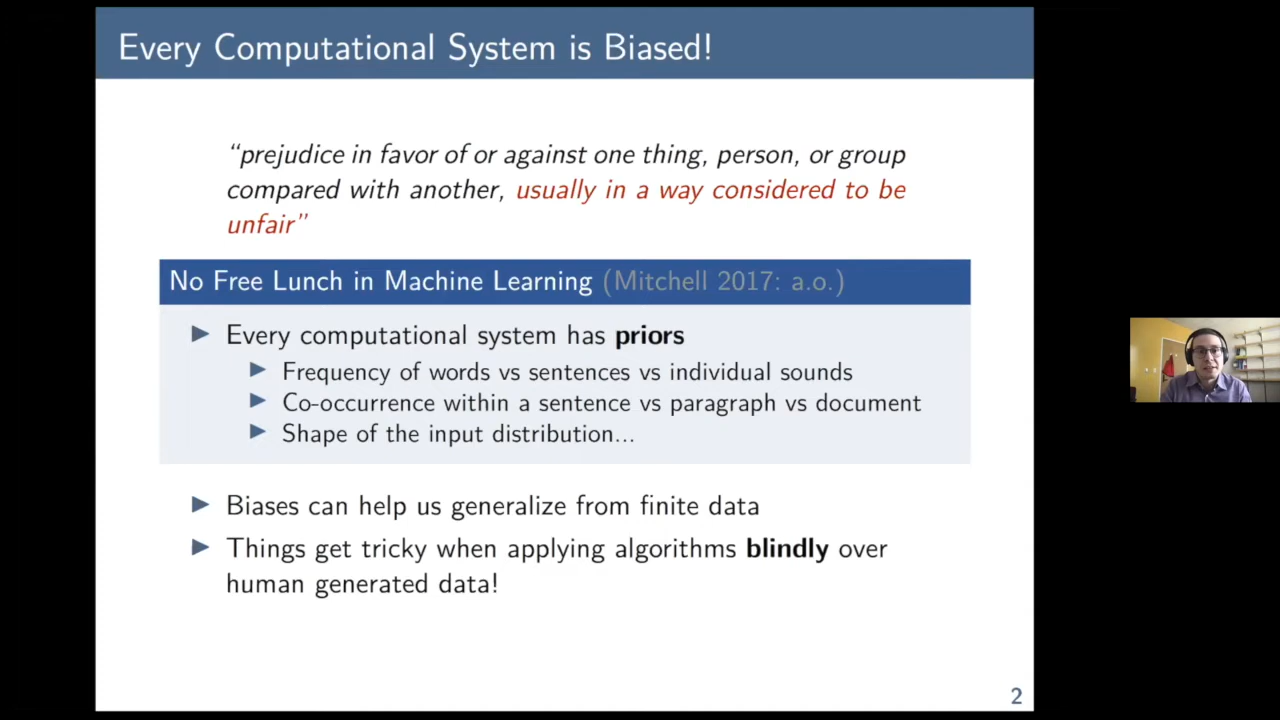 Every Computational System is Biased!
“prejudice in favor of or against one thing, person, or group
compared with another, usually in a way considered to be
unfair”
No Free Lunch in Machine Learning (Mitchell 2017: a.o.)
Every computational system has priors
Frequency of words vs sentences vs individual sounds
Co-occurrence within a sentence vs paragraph vs document
Shape of the input distribution...
Biases can help us generalize from finite data
Things get tricky when applying algorithms blindly over
human generated data!
2